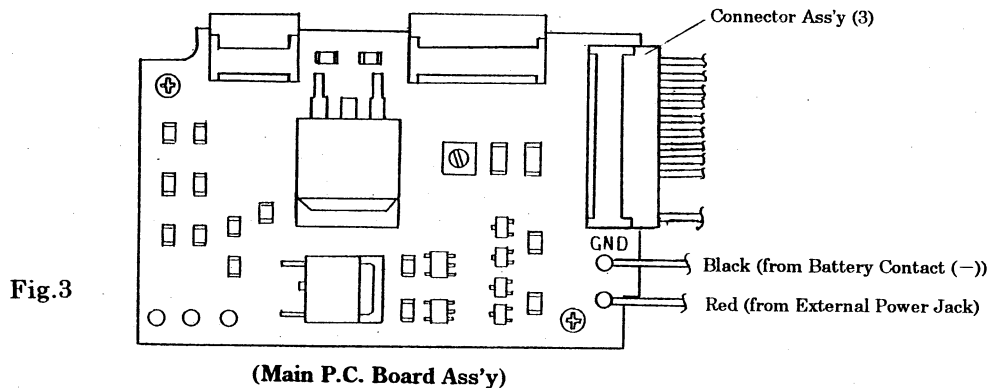 Connector Ass'y (3)
GND
Black (from Battery Contact (−))
Red (from External Power Jack)
Fig.3
(Main P.C. Board Ass'y)